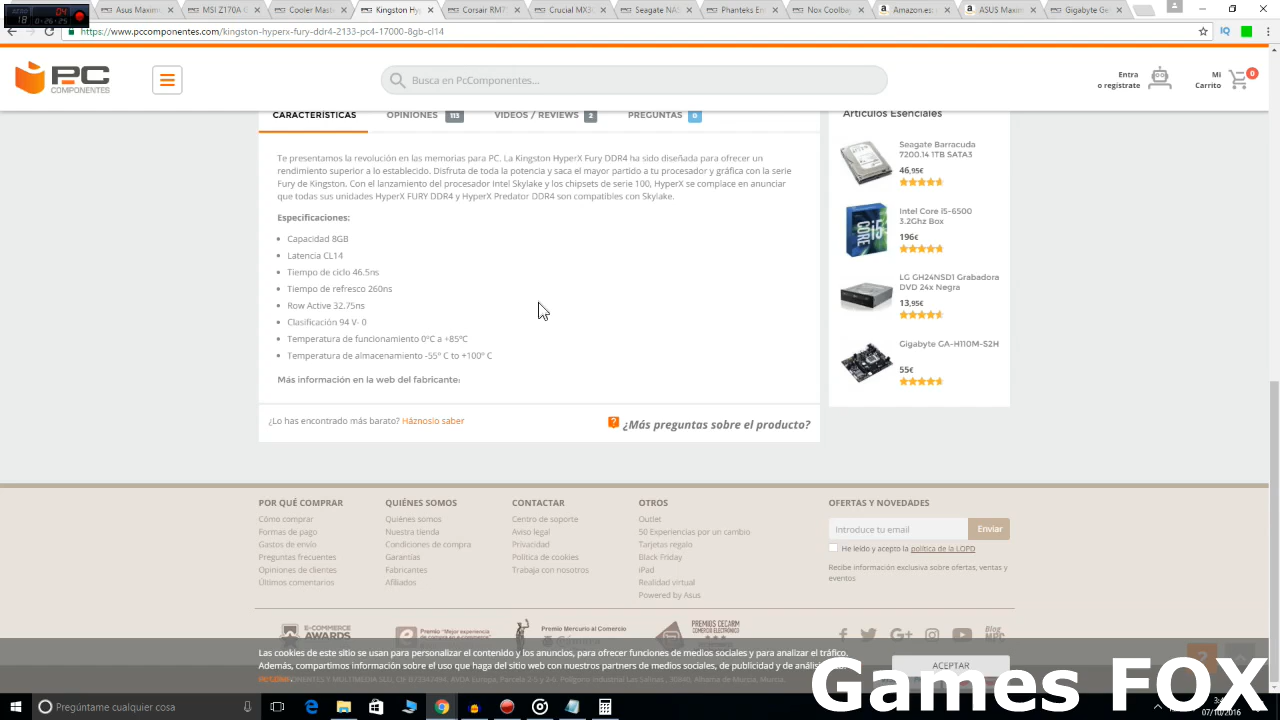 Asus Maximu
MSI Z170A C
Cooler Mast
Kingston Hy
Crucial MX3
Seagate NAS
Nox Coolbay
Amazon.es
ASUS Maxim
Gigabyte Ge
04
18 0:26:25
https://www.pccomponentes.com/kingston-hyperx-fury-ddr4-2133-pc4-17000-8gb-cl14
PC
COMPONENTES
Busca en PcComponentes...
Entra
o registrate
Mi
Carrito
0
CARACTERÍSTICAS
OPINIONES 113
VIDEOS / REVIEWS 2
PREGUNTAS 0
Te presentamos la revolución en las memorias para PC. La Kingston HyperX Fury DDR4 ha sido diseñada para ofrecer un
rendimiento superior a lo establecido. Disfruta de toda la potencia y saca el mayor partido a tu procesador y gráfica con la serie
Fury de Kingston. Con el lanzamiento del procesador Intel Skylake y los chipsets de serie 100, HyperX se complace en anunciar
que todas sus unidades HyperX FURY DDR4 y HyperX Predator DDR4 son compatibles con Skylake.
Especificaciones:
Capacidad 8GB
Latencia CL14
Tiempo de ciclo 46.5ns
Tiempo de refresco 260ns
Row Active 32.75ns
Clasificación 94 V- 0
Temperatura de funcionamiento 0ºC a +85ºC
Temperatura de almacenamiento -55º C to +100º C
Más información en la web del fabricante:
¿Lo has encontrado más barato? Háznoslo saber
¿Más preguntas sobre el producto?
Artículos Esenciales
Seagate Barracuda
7200.14 1TB SATA3
46,95€
Intel Core i5-6500
3.2Ghz Box
196€
LG GH24NSD1 Grabadora
DVD 24x Negra
13,95€
Gigabyte GA-H110M-S2H
55€
POR QUÉ COMPRAR
Cómo comprar
Formas de pago
Gastos de envío
Preguntas frecuentes
Opiniones de clientes
Últimos comentarios
QUIÉNES SOMOS
Quiénes somos
Nuestra tienda
Condiciones de compra
Garantías
Fabricantes
Afiliados
CONTACTAR
Centro de soporte
Aviso legal
Privacidad
Política de cookies
Trabaja con nosotros
OTROS
Outlet
50 Experiencias por un cambio
Tarjetas regalo
Black Friday
iPad
Realidad virtual
Powered by Asus
OFERTAS Y NOVEDADES
Introduce tu email
Enviar
He leído y acepto la política de la LOPD
Recibe información exclusiva sobre ofertas, ventas y
eventos
E-COMMERCE
AWARDS
Premio "Mejor experiencia
Premio Mercurio al Comercio
PREMIOS CECARM
COMERCIO ELECTRÓNICO
Blog
Las cookies de este sitio se usan para personalizar el contenido y los anuncios, para ofrecer funciones de medios sociales y para analizar el tráfico.
Además, compartimos información sobre el uso que haga del sitio web con nuestros partners de medios sociales, de publicidad y de análisis
ACEPTAR
Games FOX
Pregúntame cualquier cosa
07/10/2016